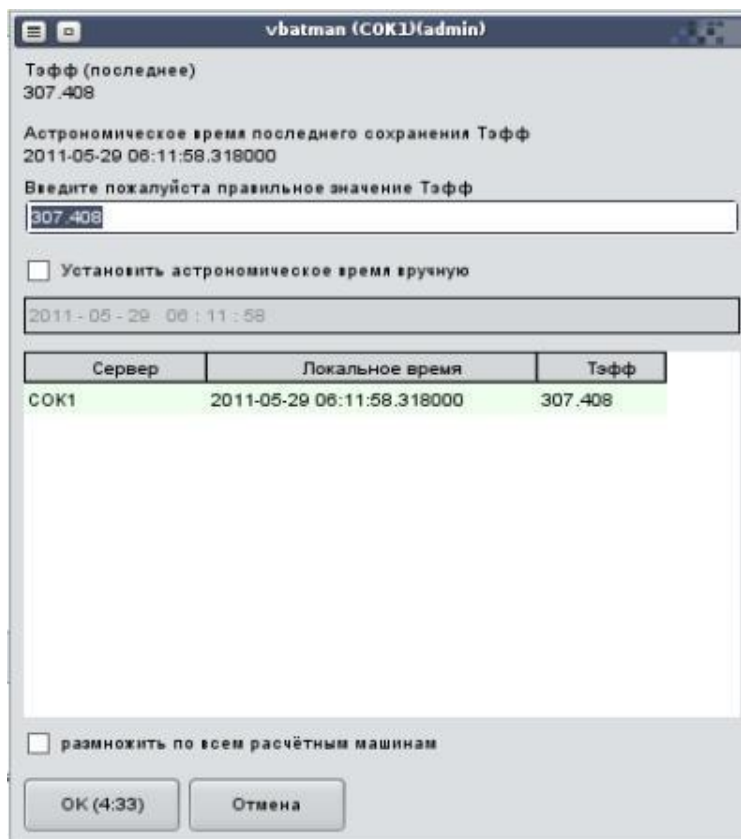 vbatman (СОК1)(admin)
Тэфф (последнее)
307.408
Астрономическое время последнего сохранения Тэфф
2011-05-29 06:11:58.318000
Введите пожалуйста правильное значение Тэфф
307.408
Установить астрономическое время вручную
2011 - 05 - 29 06 : 11 : 58
Сервер Локальное время Тэфф
СОК1 2011-05-29 06:11:58.318000 307.408
размножить по всем расчётным машинам
OK (4:33) Отмена